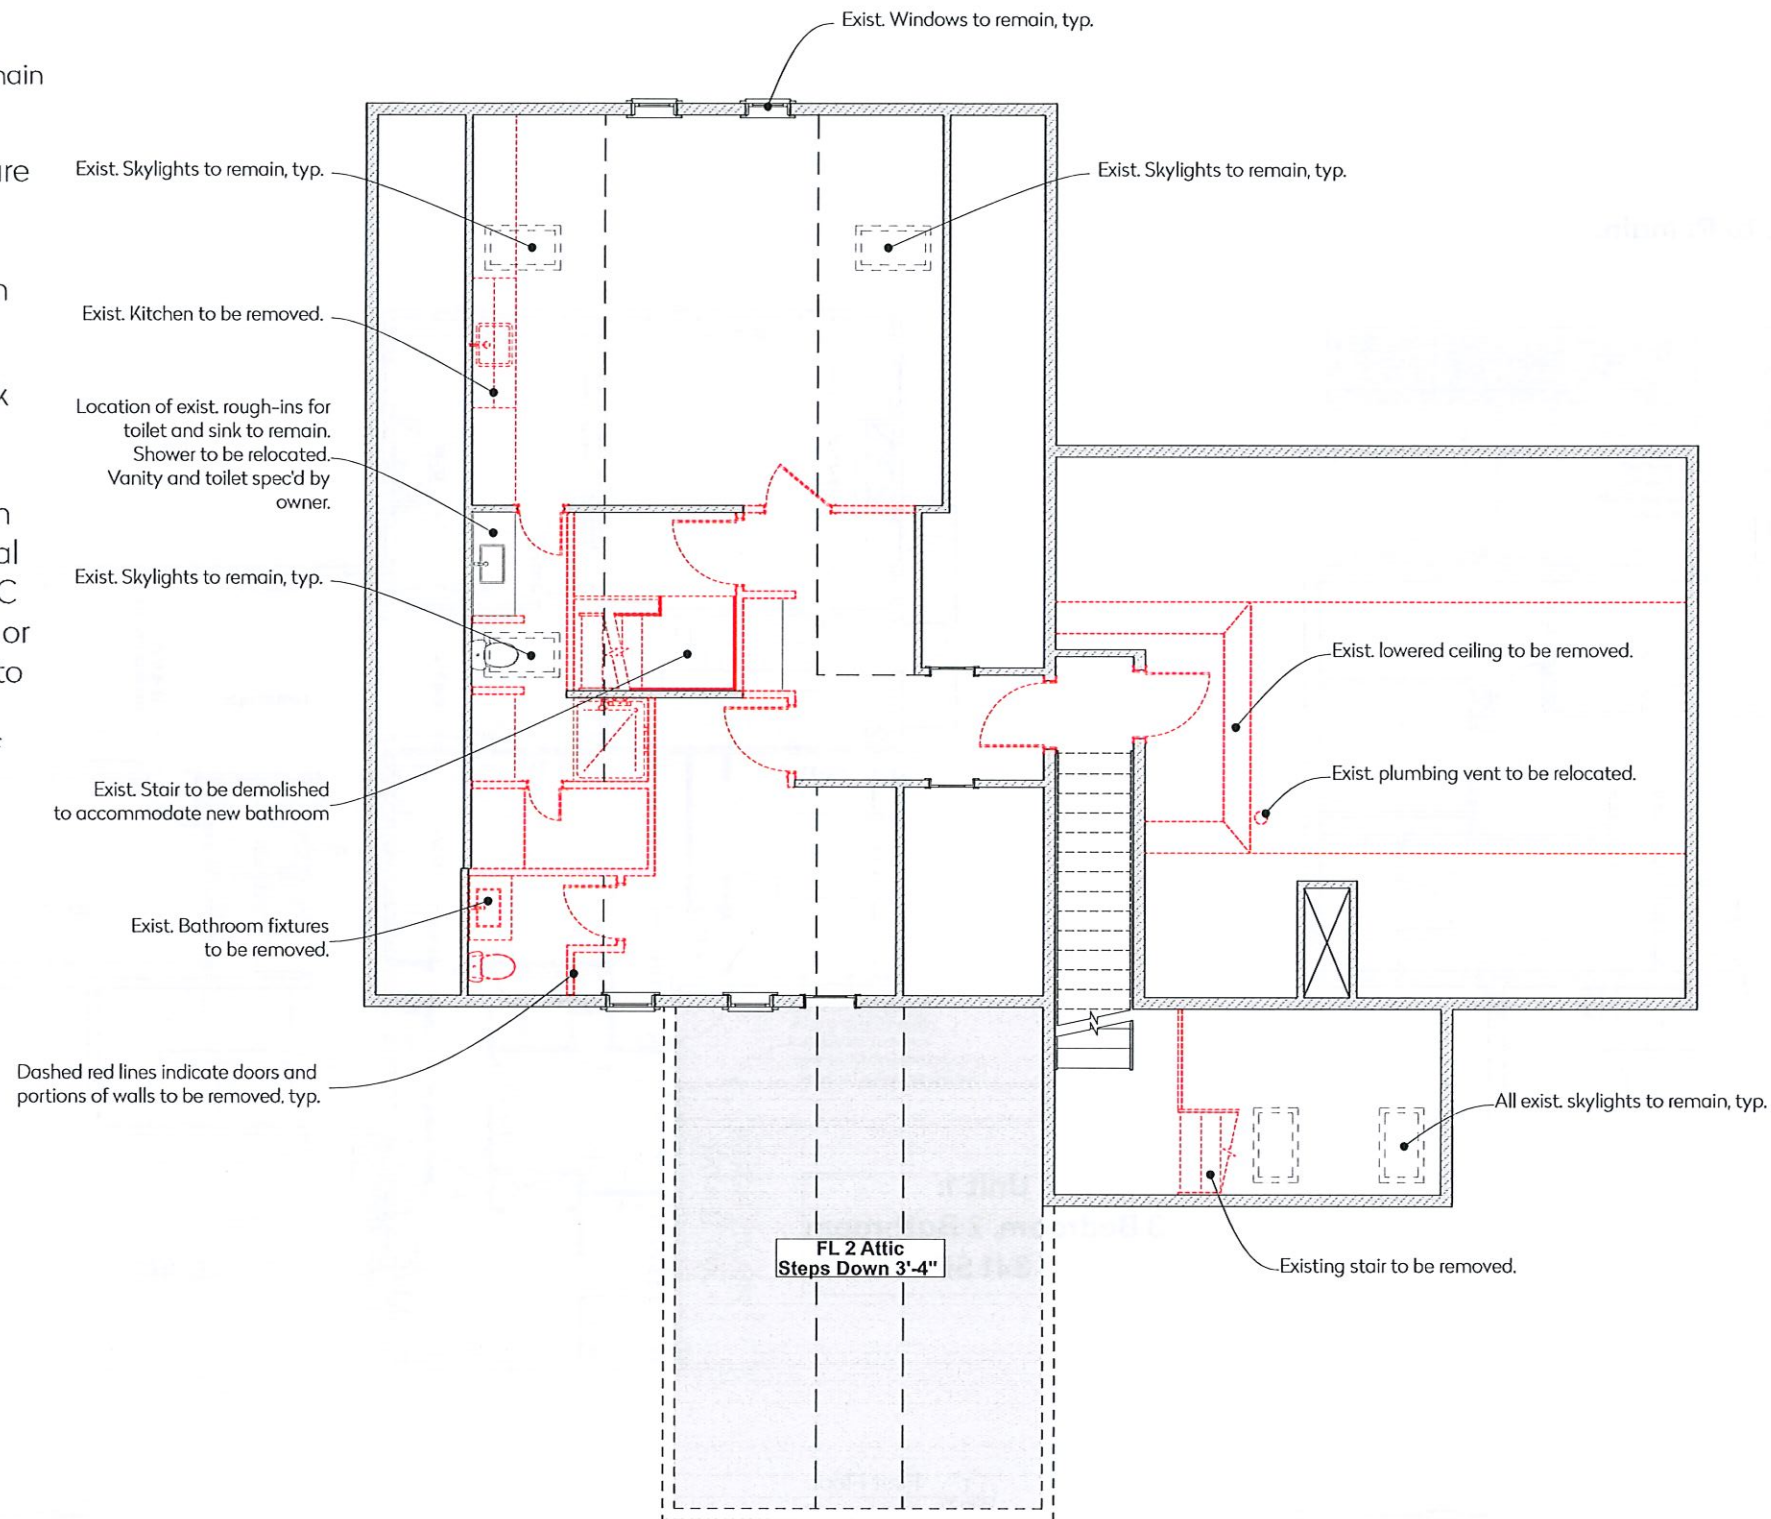 Exist. Windows to remain, typ.
Exist. Skylights to remain, typ.
Exist. Skylights to remain, typ.
Exist. Kitchen to be removed.
Location of exist. rough-ins for
toilet and sink to remain.
Shower to be relocated.
Vanity and toilet spec'd by
owner.
Exist. Skylights to remain, typ.
Exist. lowered ceiling to be removed.
Exist. plumbing vent to be relocated.
Exist. Stair to be demolished
to accommodate new bathroom
Exist. Bathroom fixtures
to be removed.
Dashed red lines indicate doors and
portions of walls to be removed, typ.
All exist. skylights to remain, typ.
FL 2 Attic
Steps Down 3'-4"
Existing stair to be removed.
or
to